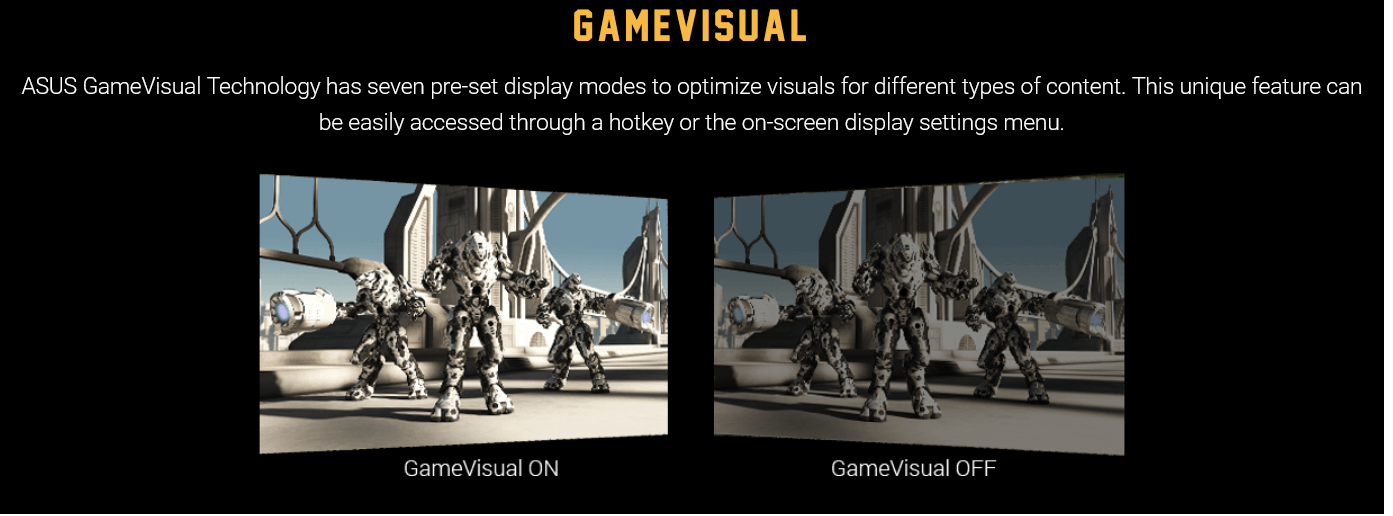 GAMEVISUAL
ASUS GameVisual Technology has seven pre-set display modes to optimize visuals for different types of content. This unique feature can
be easily accessed through a hotkey or the on-screen display settings menu.
GameVisual ON
GameVisual OFF